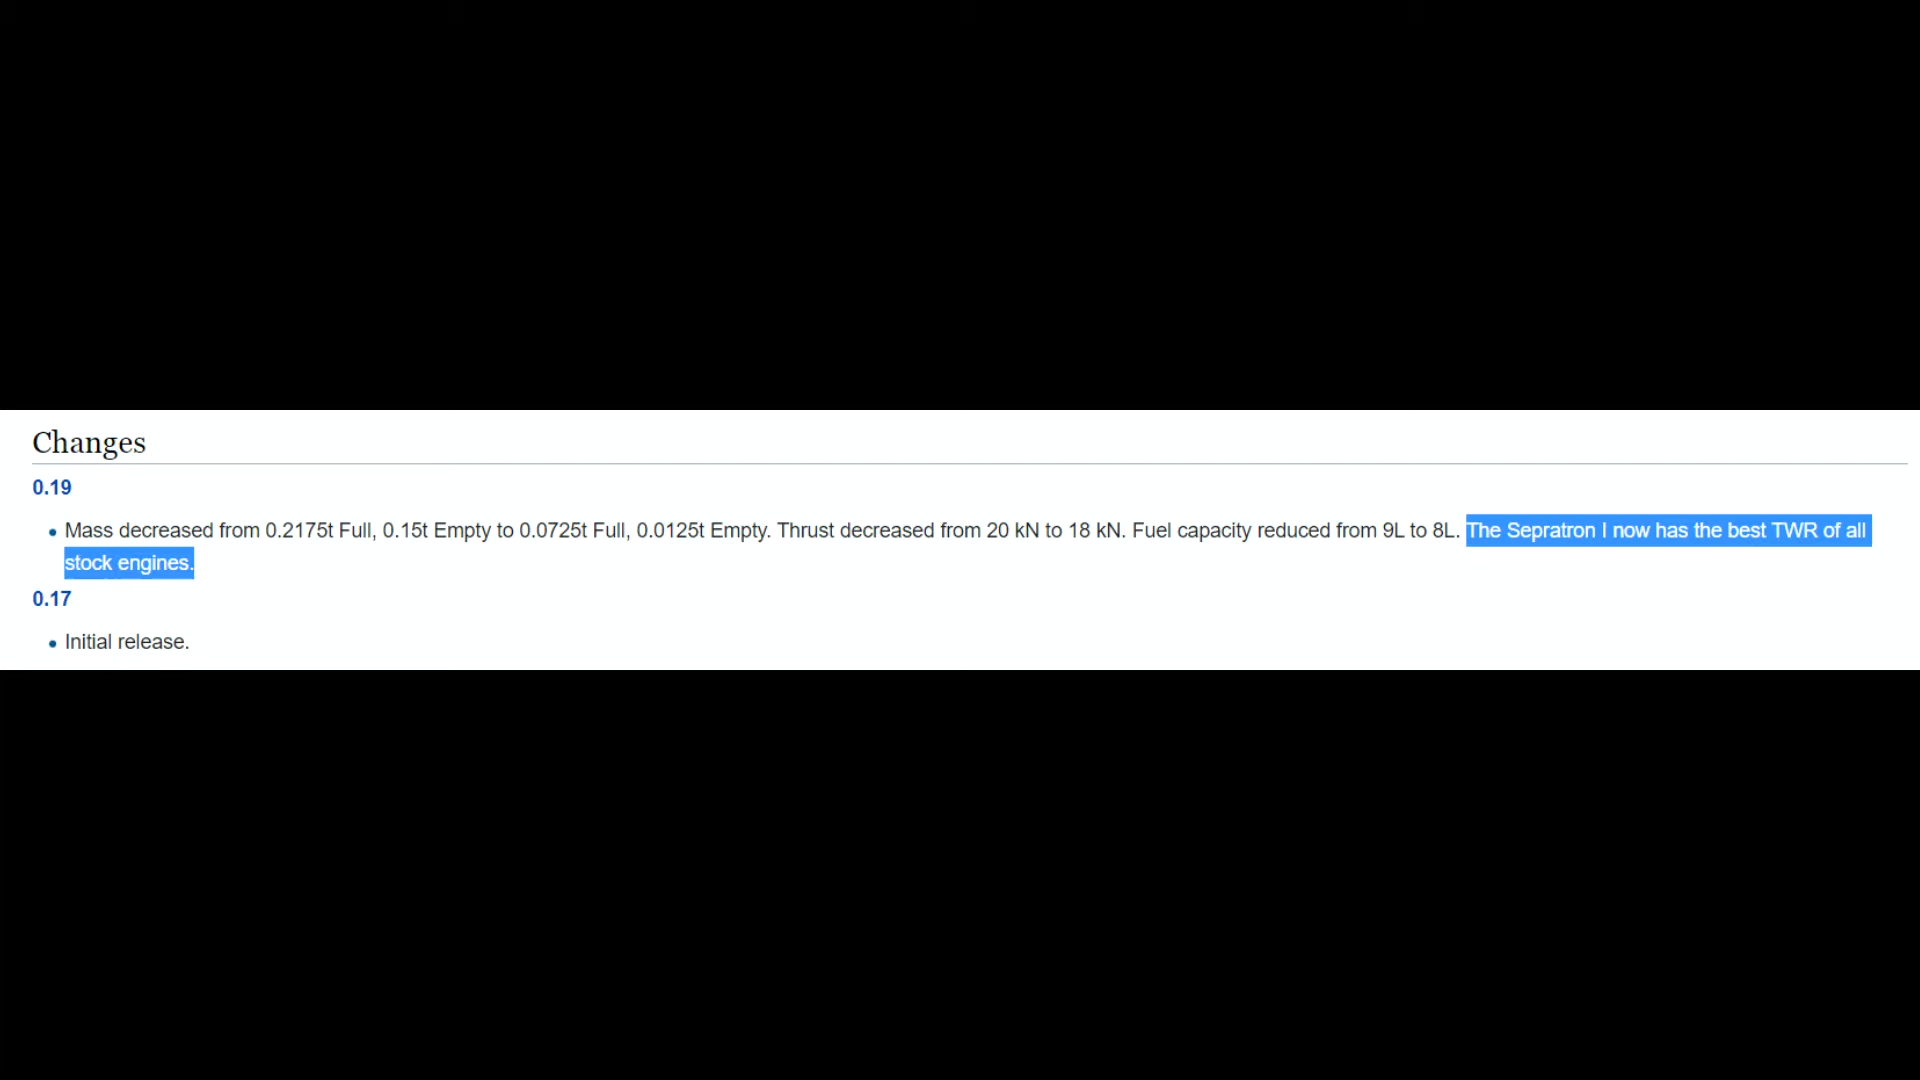 Changes
0.19
Mass decreased from 0.2175t Full, 0.15t Empty to 0.0725t Full, 0.0125t Empty. Thrust decreased from 20 kN to 18 kN. Fuel capacity reduced from 9L to 8L. The Sepratron I now has the best TWR of all
stock engines.
0.17
Initial release.